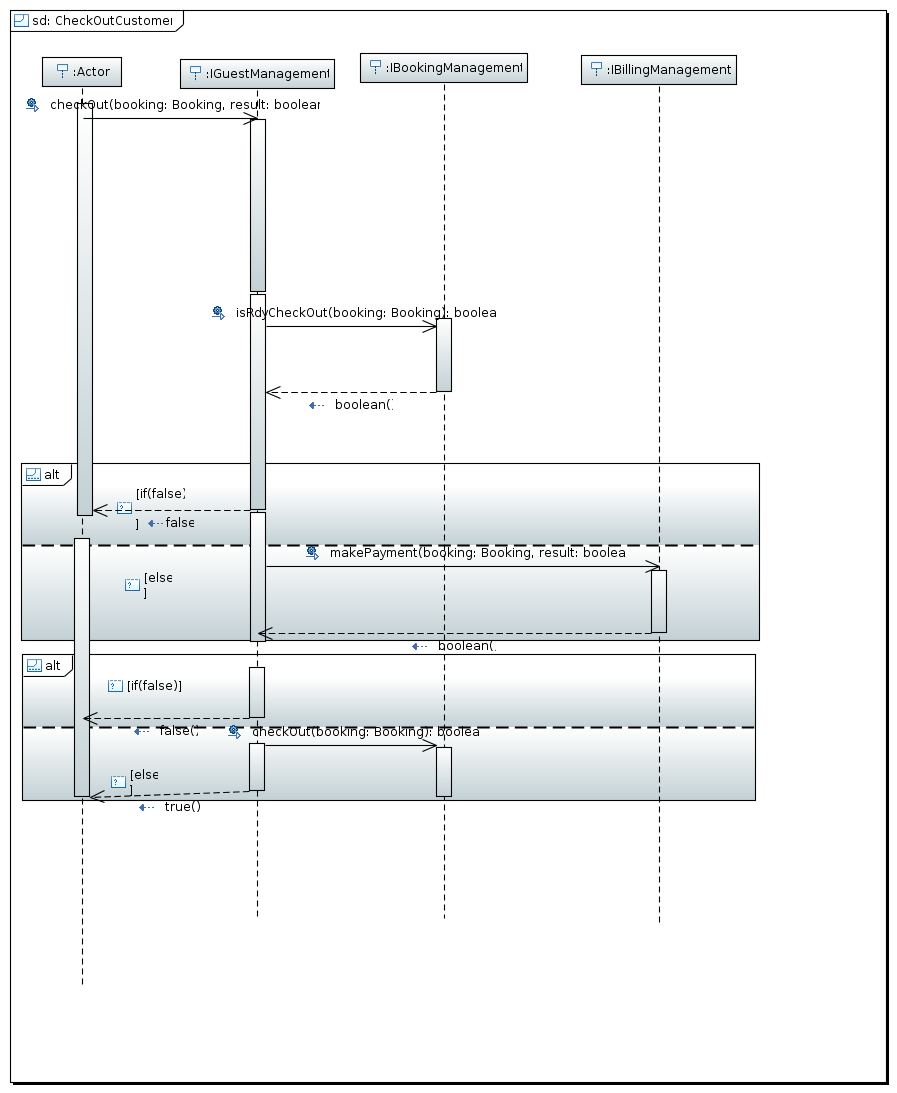 sd: CheckOutCustomer
:Actor
:IGuestManagement
:IBookingManagement
:IBillingManagement
checkOut(booking: Booking, result: boolean
isRdyCheckOut(booking: Booking): boolea
boolean(
alt
[if(false)
]
false
makePayment(booking: Booking, result: boolea
[else
]
boolean(
alt
[if(false)]
false()
checkOut(booking: Booking): boolea
[else
]
true()